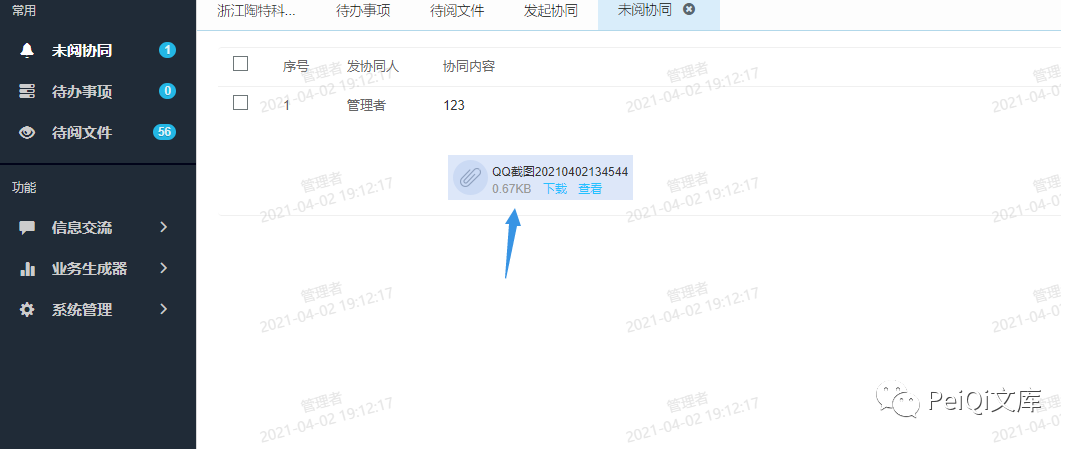 常用
未阅协同 1
待办事项 0
待阅文件 56
功能
信息交流
业务生成器
系统管理
浙江陶特科... 待办事项 待阅文件 发起协同 未阅协同
序号 发协同人 协同内容
1 管理者 123
QQ截图20210402134544
0.67KB 下载 查看
管理者
2021-04-02 19:12:17
管理者
2021-04-02 19:12:17
管理者
2021-04-0
管理者
2021-04-02 19:12:17
管理者
2021-04-02 19:12:17
管理者
2021-04-0
管理者
2021-04-02 19:12:17
管理者
2021-04-02 19:12:17
管理者
2021-04-0
管理者
2021-04-02 19:12:17
管理者
2021-04-02 19:12:17
2021-04-0
PeiQi文库